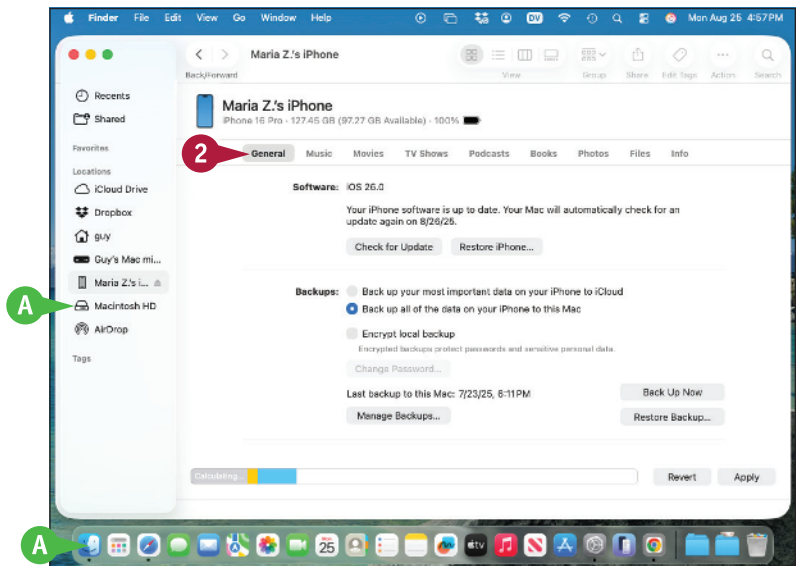 Finder File Edit View Go Window Help DV Mon Aug 25 4:57PM
Maria Z.'s iPhone
Back/Forward View Group Share Edit Tags Action Search
Recents
Shared
Favorites
Locations
iCloud Drive
Dropbox
guy
Guy's Mac mi...
Maria Z.'s i...
A
Macintosh HD
AirDrop
Tags
Maria Z.'s iPhone
iPhone 16 Pro · 127.45 GB (97.27 GB Available) · 100%
2
General Music Movies TV Shows Podcasts Books Photos Files Info
Software: iOS 26.0
Your iPhone software is up to date. Your Mac will automatically check for an
update again on 8/26/25.
Check for Update Restore iPhone...
Backups: Back up your most important data on your iPhone to iCloud
Back up all of the data on your iPhone to this Mac
Encrypt local backup
Encrypted backups protect passwords and sensitive personal data.
Change Password...
Last backup to this Mac: 7/23/25, 6:11PM Back Up Now
Manage Backups... Restore Backup...
Calculating... Revert Apply
A
25
tv